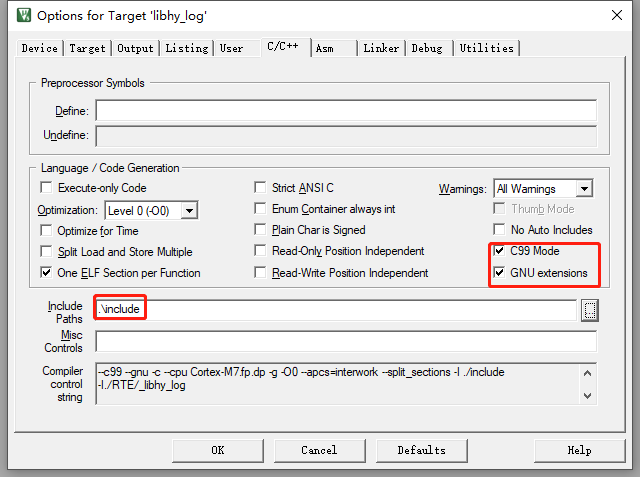 Options for Target 'libhy_log'
Device Target Output Listing User C/C++ Asm Linker Debug Utilities
Preprocessor Symbols
Define:
Undefine:
Language / Code Generation
Execute-only Code
Strict ANSI C
Warnings: All Warnings
Optimization: Level 0 (-O0)
Enum Container always int
Thumb Mode
Optimize for Time
Plain Char is Signed
No Auto Includes
Split Load and Store Multiple
Read-Only Position Independent
C99 Mode
One ELF Section per Function
Read-Write Position Independent
GNU extensions
Include Paths
.\include
...
Misc Controls
Compiler control string
--c99 --gnu -c --cpu Cortex-M7.fp.dp -g -O0 --apcs=interwork --split_sections -I ./include
-I./RTE/_libhy_log
OK Cancel Defaults Help